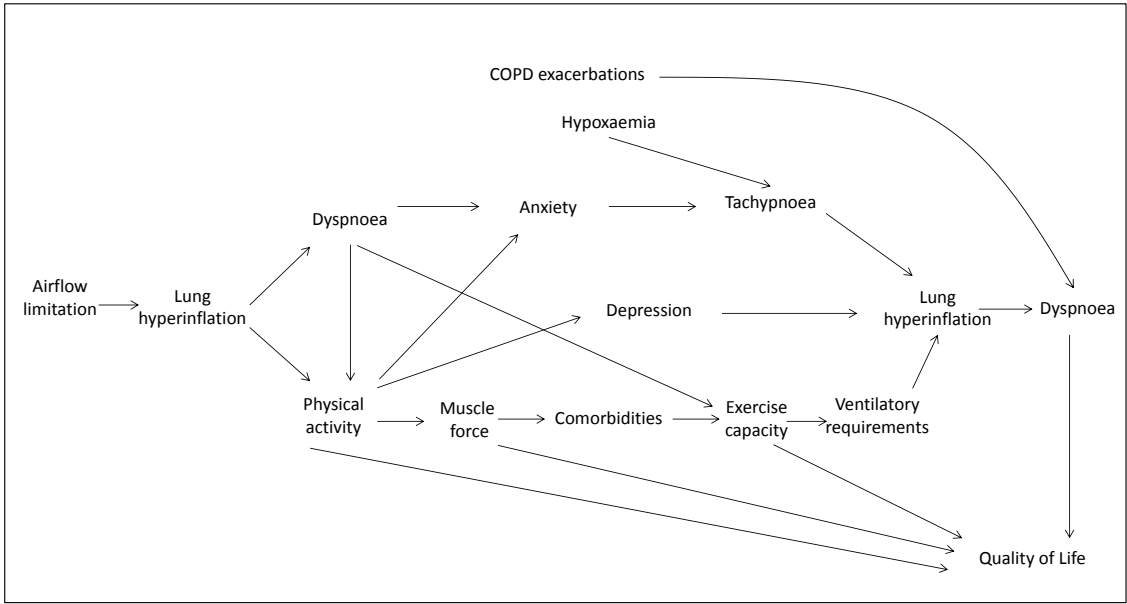 COPD exacerbations
Hypoxaemia
Dyspnoea
Anxiety
Tachypnoea
Airflow
limitation
Lung
hyperinflation
Depression
Lung
hyperinflation
Dyspnoea
Physical
activity
Muscle
force
Comorbidities
Exercise
capacity
Ventilatory
requirements
Quality of Life